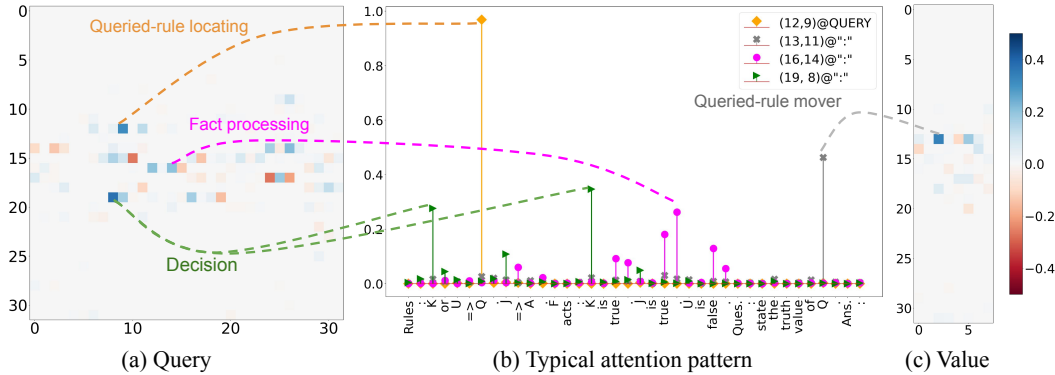 Queried-rule locating
Fact processing
Decision
Queried-rule mover
(12,9)@QUERY
(13,11)@":"
(16,14)@":"
(19, 8)@":"
0
5
10
15
20
25
30
0 10 20 30
1.0
0.8
0.6
0.4
0.2
0.0
Rules : K or U => Q . J => A . F acts : K is true . J is true . U is false . Ques. : state the truth value of Q . Ans. :
0
5
10
15
20
25
30
0 5
0.4
0.2
0.0
−0.2
−0.4
(a) Query
(b) Typical attention pattern
(c) Value